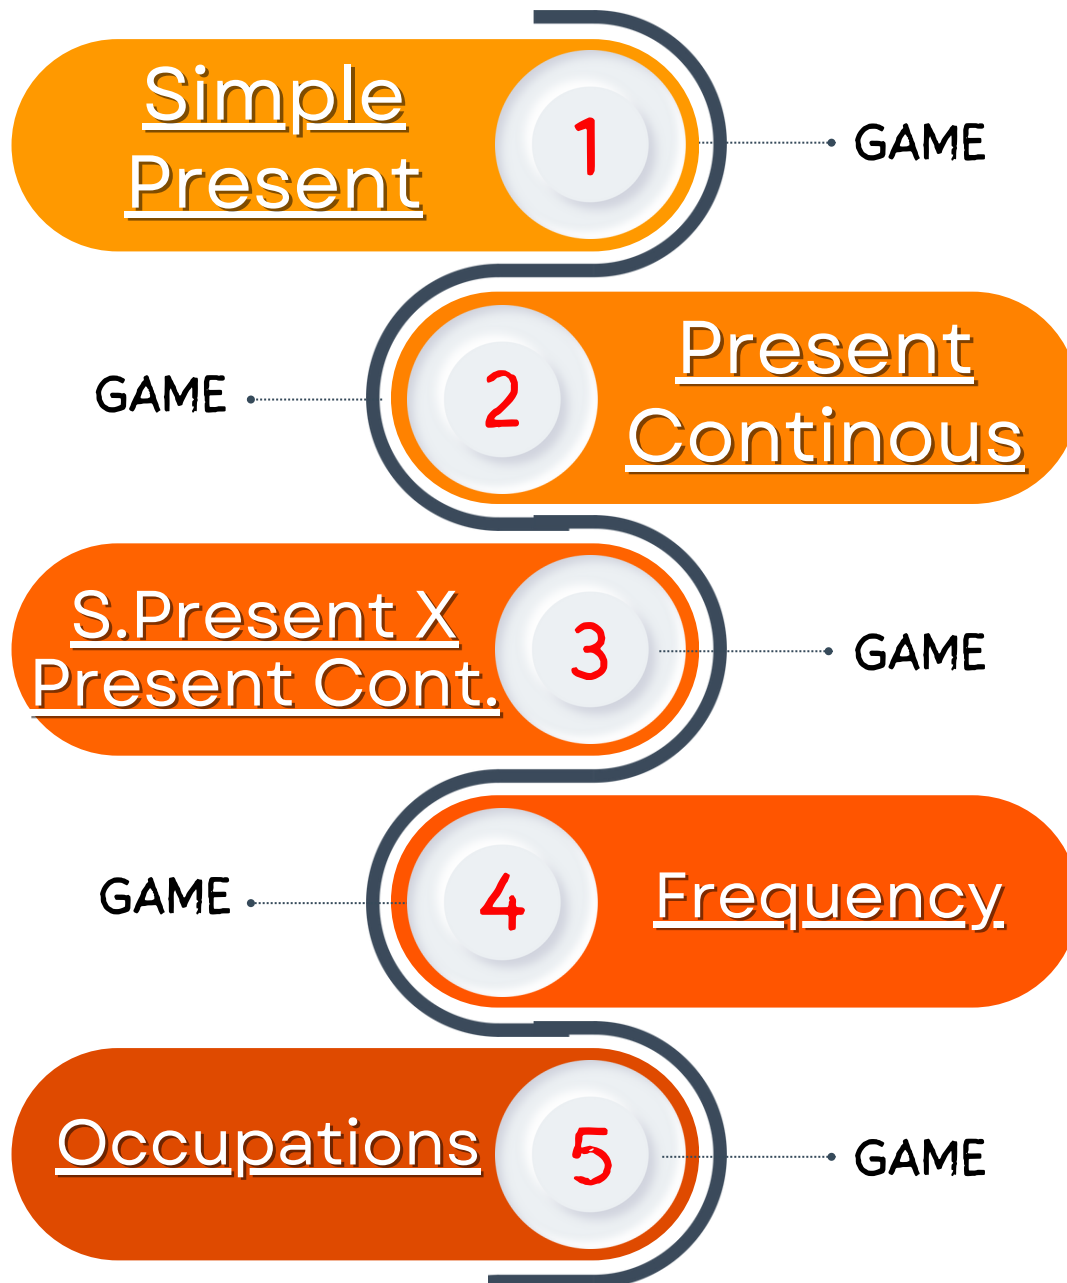 Simple
Present
1
GAME
GAME
2
Present
Continous
S.Present X
Present Cont.
3
GAME
GAME
4
Frequency
Occupations
5
GAME